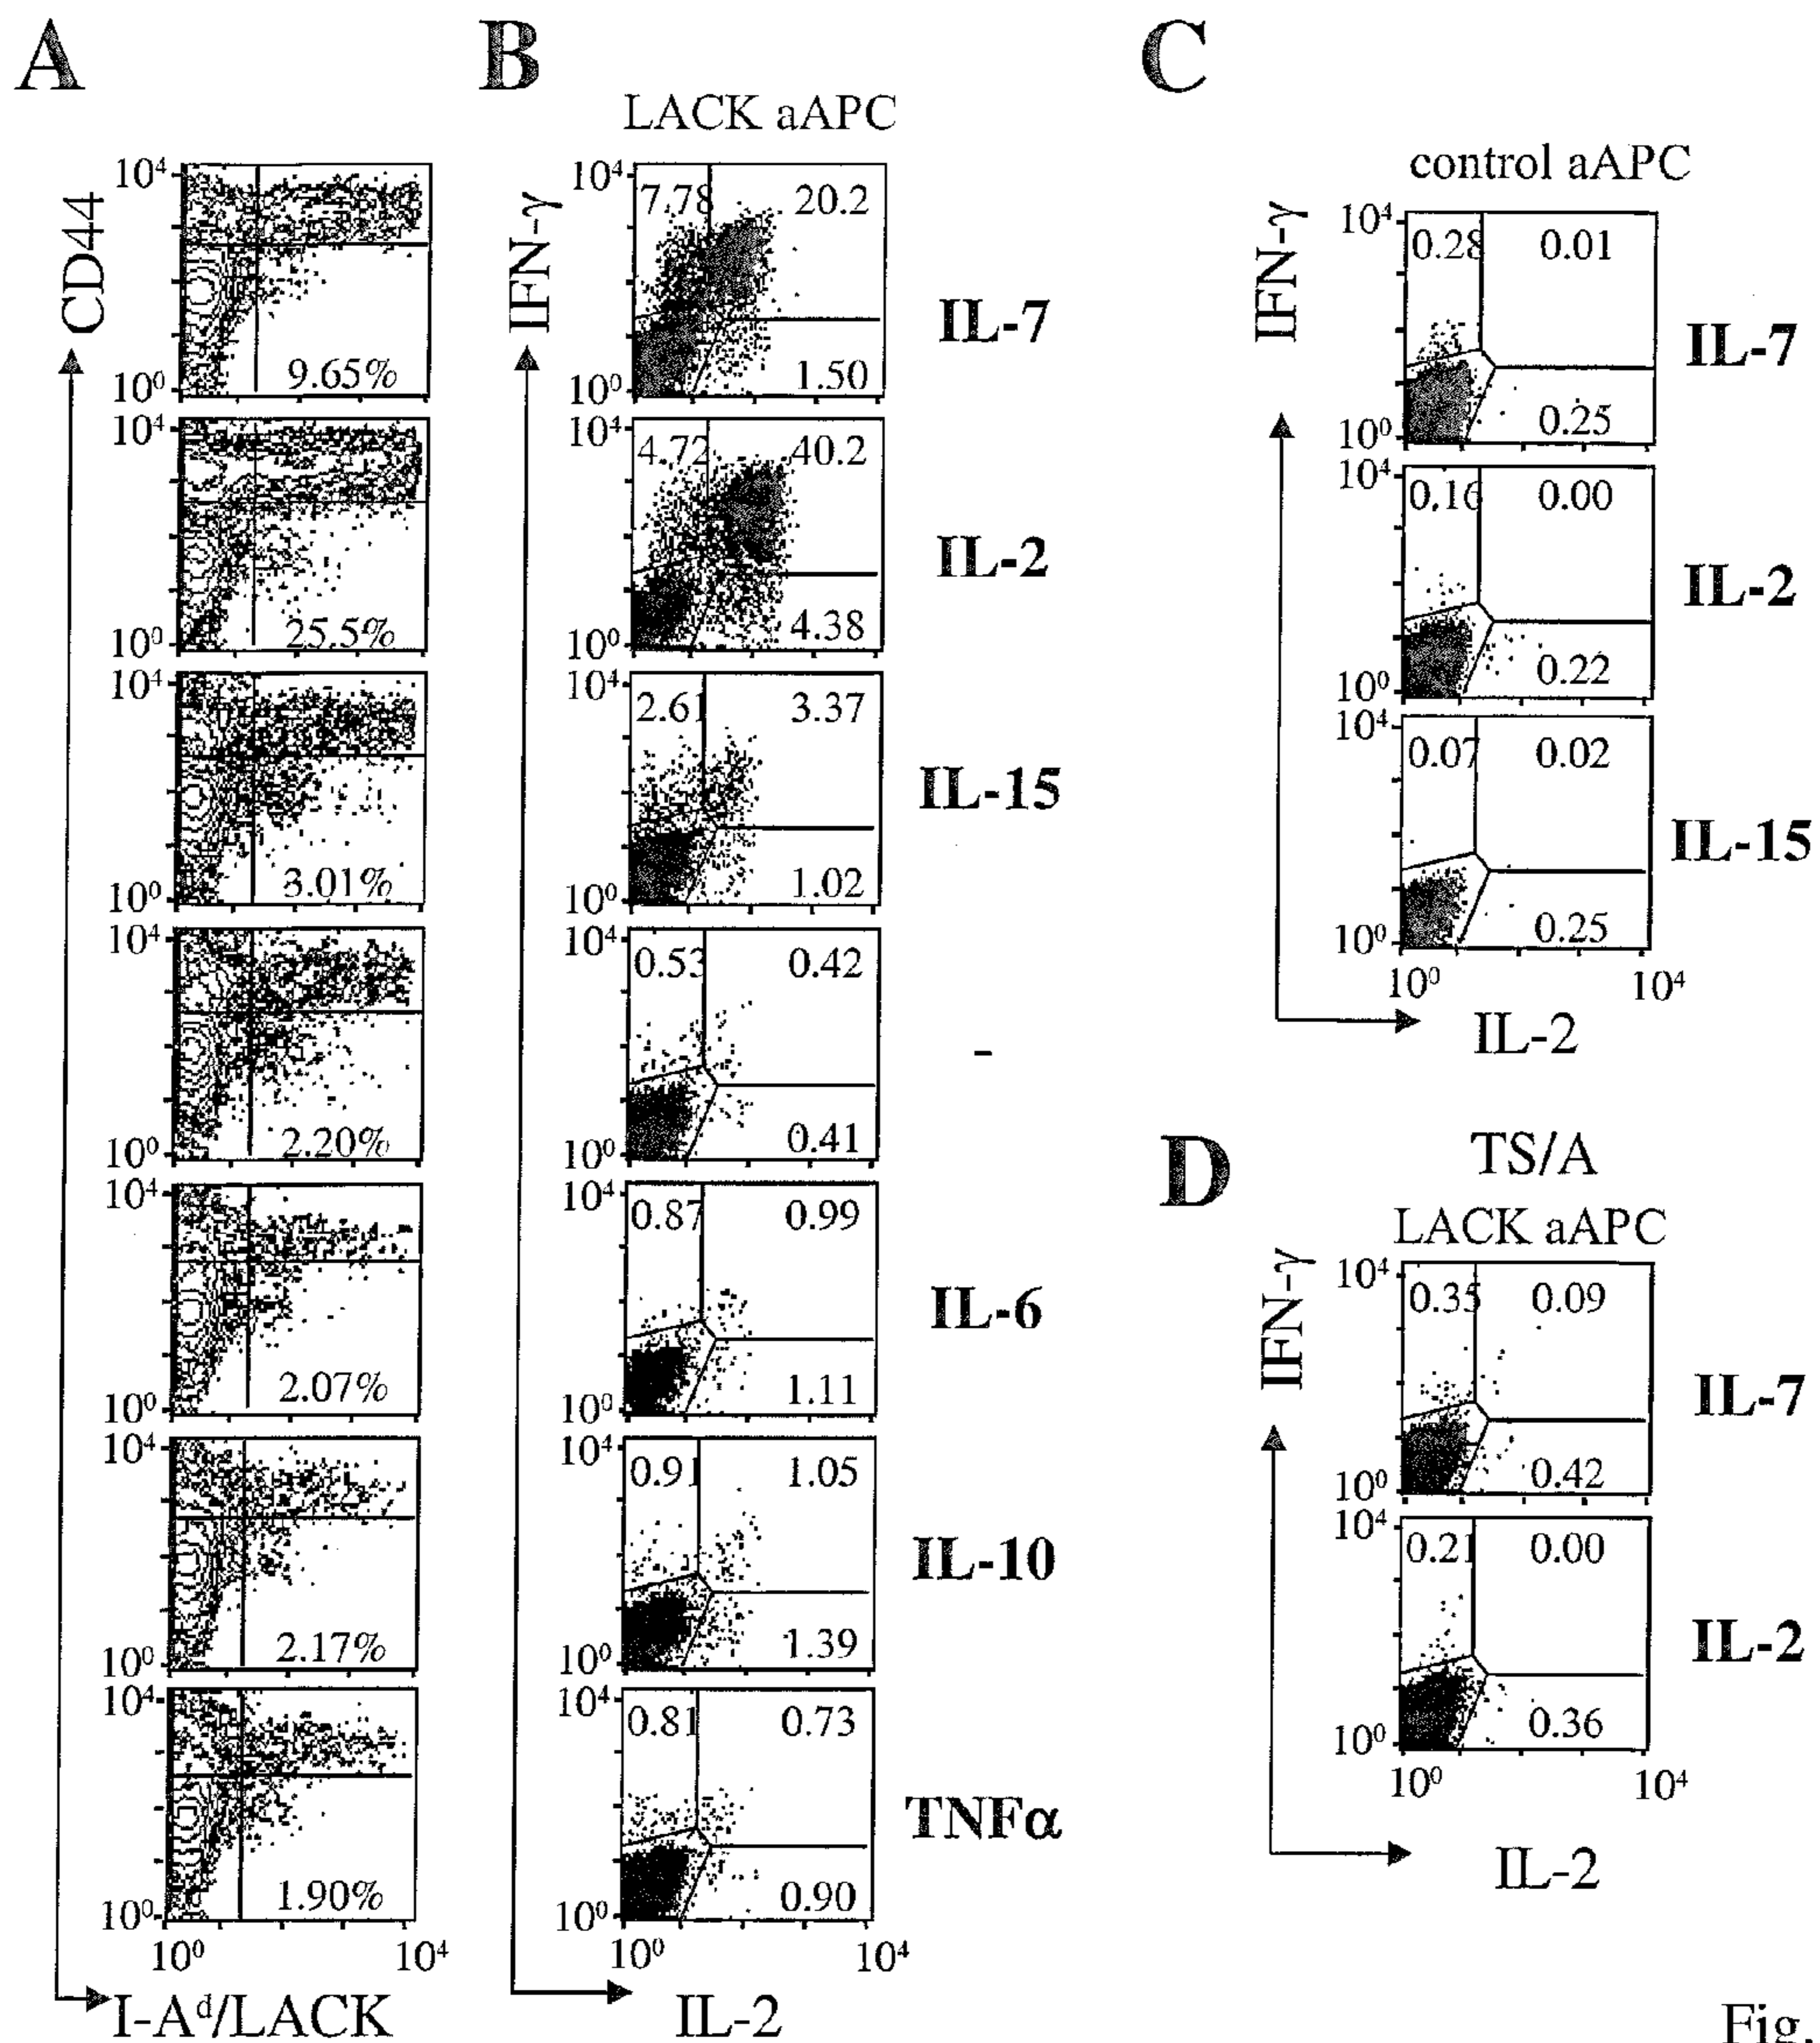 A
CD44
10⁴
10⁰
9.65%
10⁴
10⁰
25.5%
10⁴
10⁰
3.01%
10⁴
10⁰
2.20%
10⁴
10⁰
2.07%
10⁴
10⁰
2.17%
10⁴
10⁰
1.90%
10⁰ 10⁴
I-Aᵈ/LACK
B
LACK aAPC
IFN-γ
10⁴
7.78 20.2
10⁰
1.50
IL-7
10⁴
4.72 40.2
10⁰
4.38
IL-2
10⁴
2.61 3.37
10⁰
1.02
IL-15
10⁴
0.53 0.42
10⁰
0.41
-
10⁴
0.87 0.99
10⁰
1.11
IL-6
10⁴
0.91 1.05
10⁰
1.39
IL-10
10⁴
0.81 0.73
10⁰
0.90
TNFα
10⁰ 10⁴
IL-2
C
control aAPC
IFN-γ
10⁴
0.28 0.01
10⁰
0.25
IL-7
10⁴
0.16 0.00
10⁰
0.22
IL-2
10⁴
0.07 0.02
10⁰
0.25
IL-15
10⁰ 10⁴
IL-2
D
TS/A
LACK aAPC
IFN-γ
10⁴
0.35 0.09
10⁰
0.42
IL-7
10⁴
0.21 0.00
10⁰
0.36
IL-2
10⁰ 10⁴
IL-2
Fig.